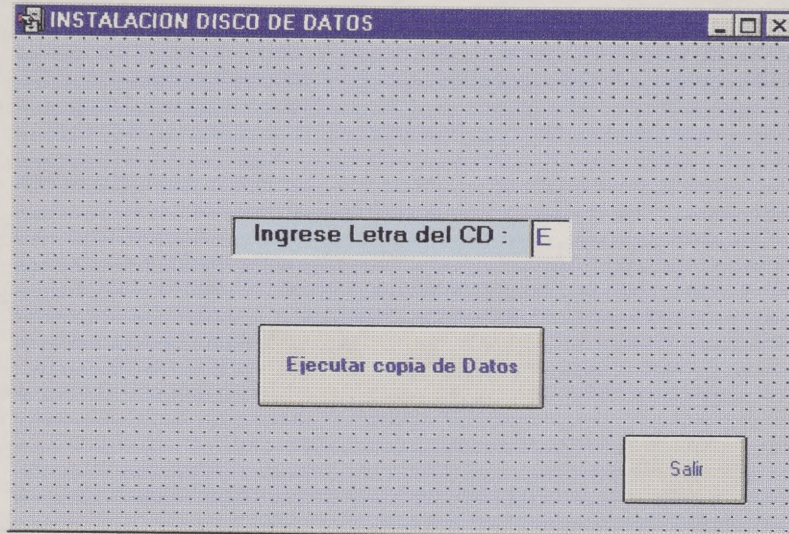 INSTALACION DISCO DE DATOS
Ingrese Letra del CD : E
Ejecutar copia de Datos
Salir